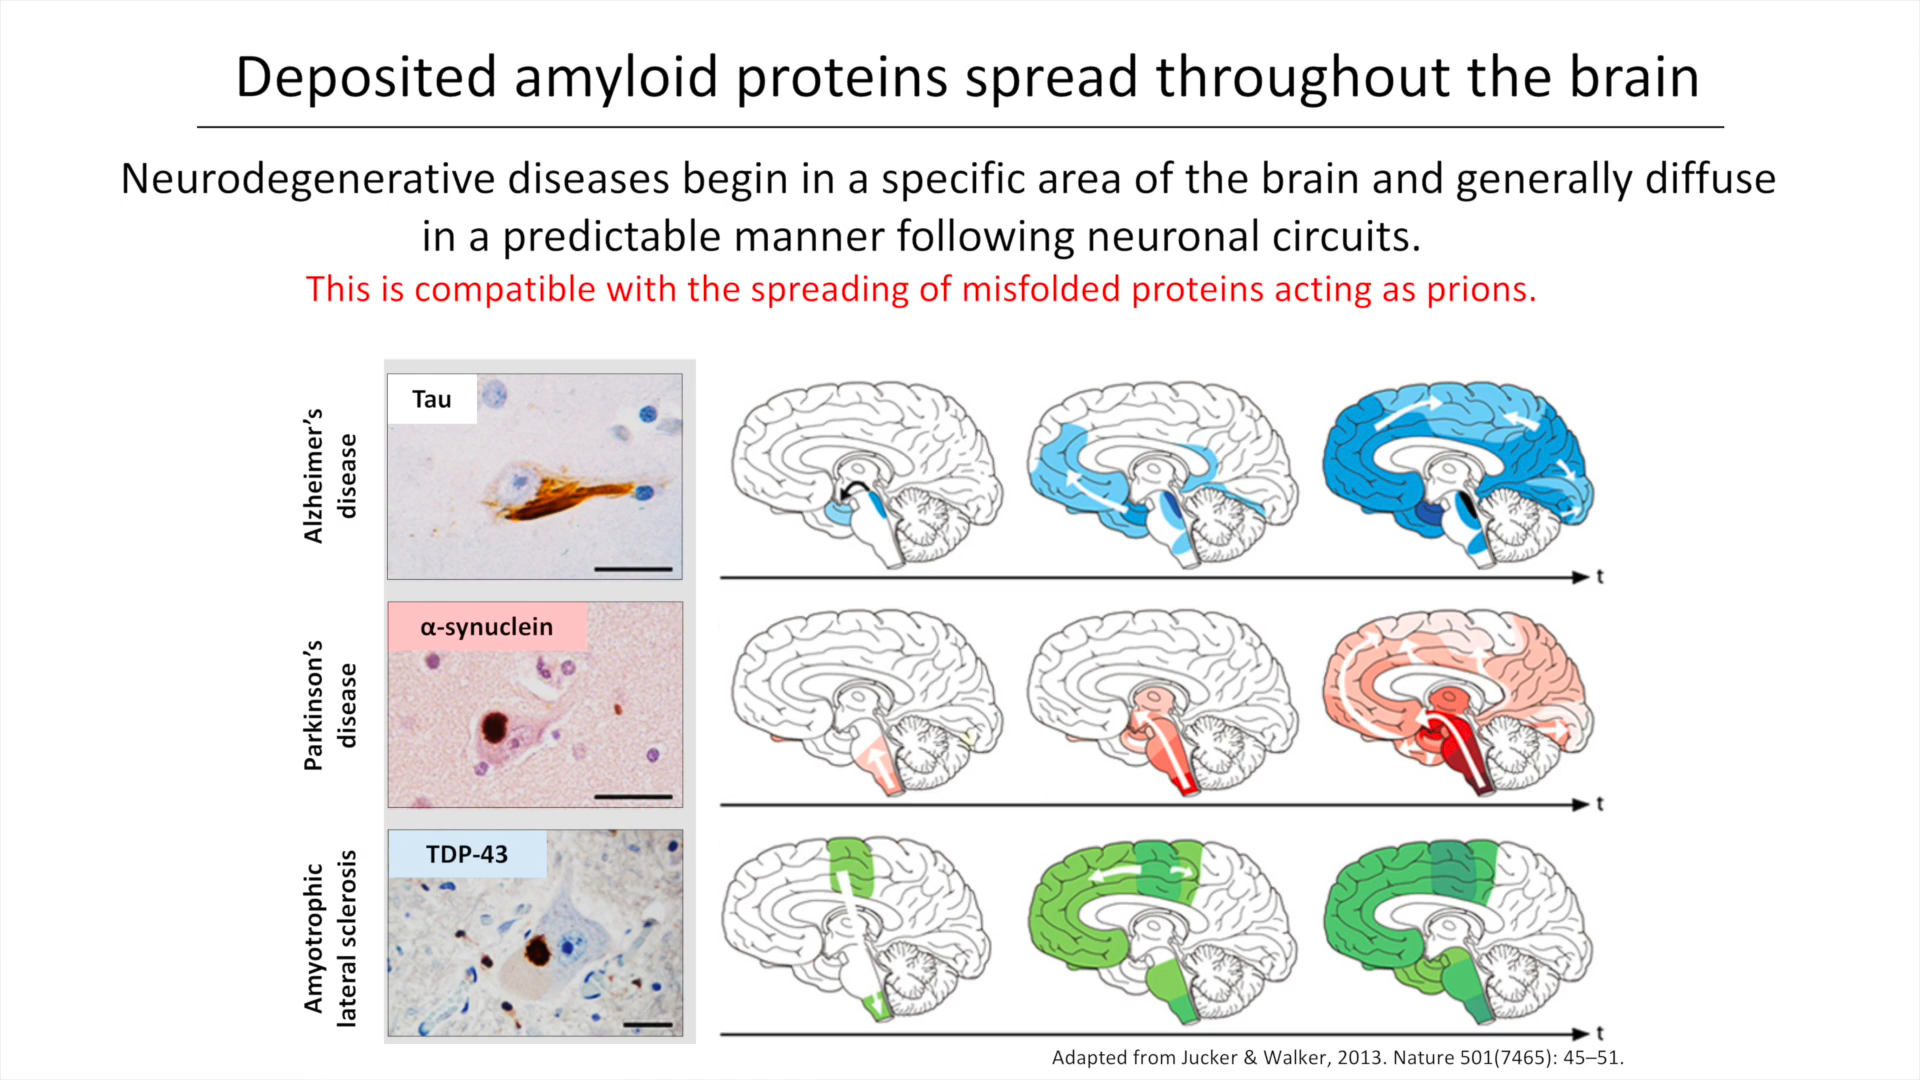 Deposited amyloid proteins spread throughout the brain
Neurodegenerative diseases begin in a specific area of the brain and generally diffuse
in a predictable manner following neuronal circuits.
This is compatible with the spreading of misfolded proteins acting as prions.
Alzheimer's
disease
Tau
t
Parkinson's
disease
α-synuclein
t
Amyotrophic
lateral sclerosis
TDP-43
t
Adapted from Jucker & Walker, 2013. Nature 501(7465): 45–51.